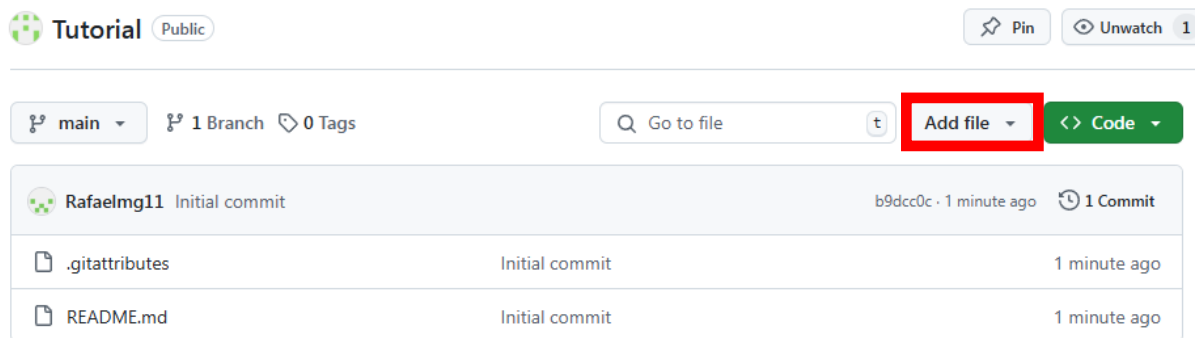 Tutorial Public Pin Unwatch 1
main 1 Branch 0 Tags Go to file t Add file <> Code
Rafaelmg11 Initial commit b9dcc0c · 1 minute ago 1 Commit
.gitattributes Initial commit 1 minute ago
README.md Initial commit 1 minute ago